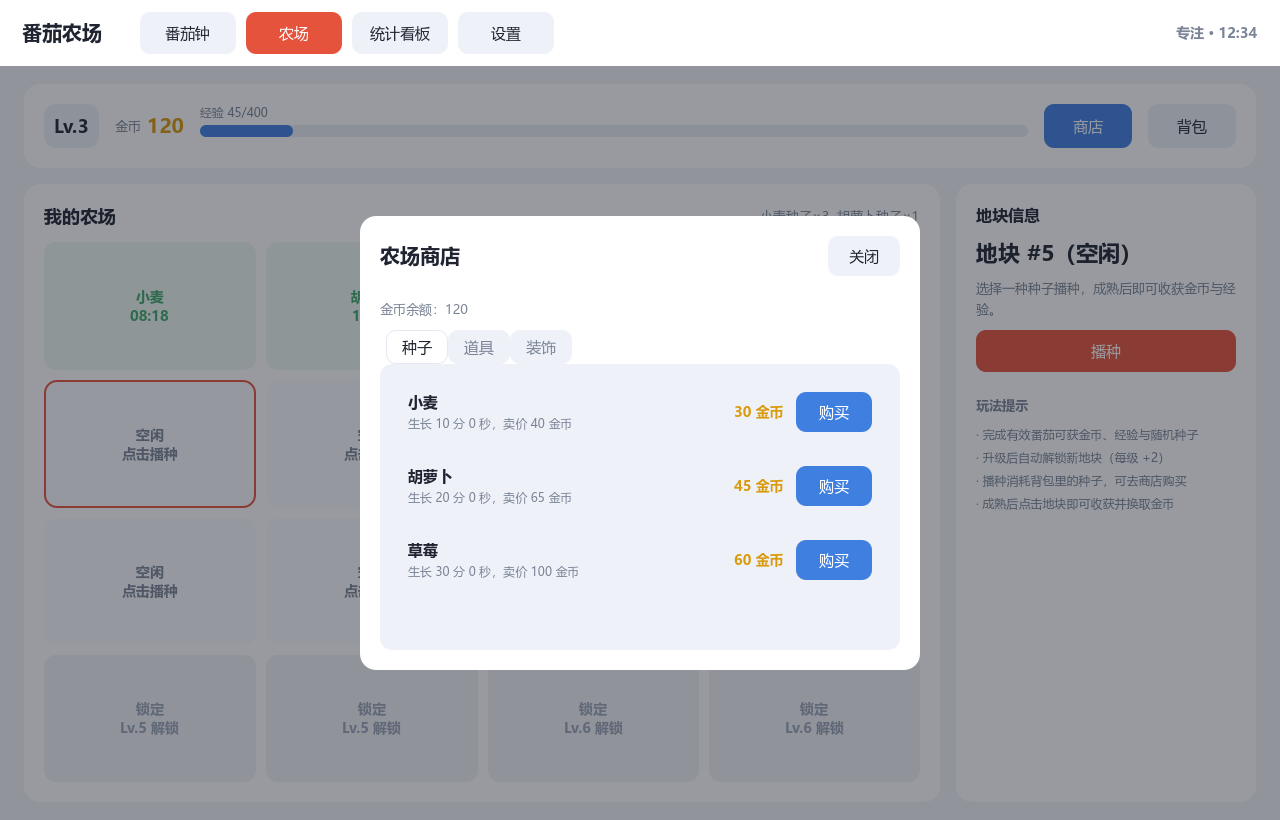 番茄农场
番茄钟
农场
统计看板
设置
专注 • 12:34
Lv.3
金币 120
经验 45/400
商店
背包
我的农场
小麦
08:18
空闲
点击播种
空闲
点击播种
锁定
Lv.5 解锁
锁定
Lv.5 解锁
锁定
Lv.6 解锁
锁定
Lv.6 解锁
农场商店
关闭
金币余额：120
种子
道具
装饰
小麦
生长 10 分 0 秒，卖价 40 金币
30 金币
购买
胡萝卜
生长 20 分 0 秒，卖价 65 金币
45 金币
购买
草莓
生长 30 分 0 秒，卖价 100 金币
60 金币
购买
地块信息
地块 #5（空闲）
选择一种种子播种，成熟后即可收获金币与经
验。
播种
玩法提示
· 完成有效番茄可获金币、经验与随机种子
· 升级后自动解锁新地块（每级 +2）
· 播种消耗背包里的种子，可去商店购买
· 成熟后点击地块即可收获并换取金币